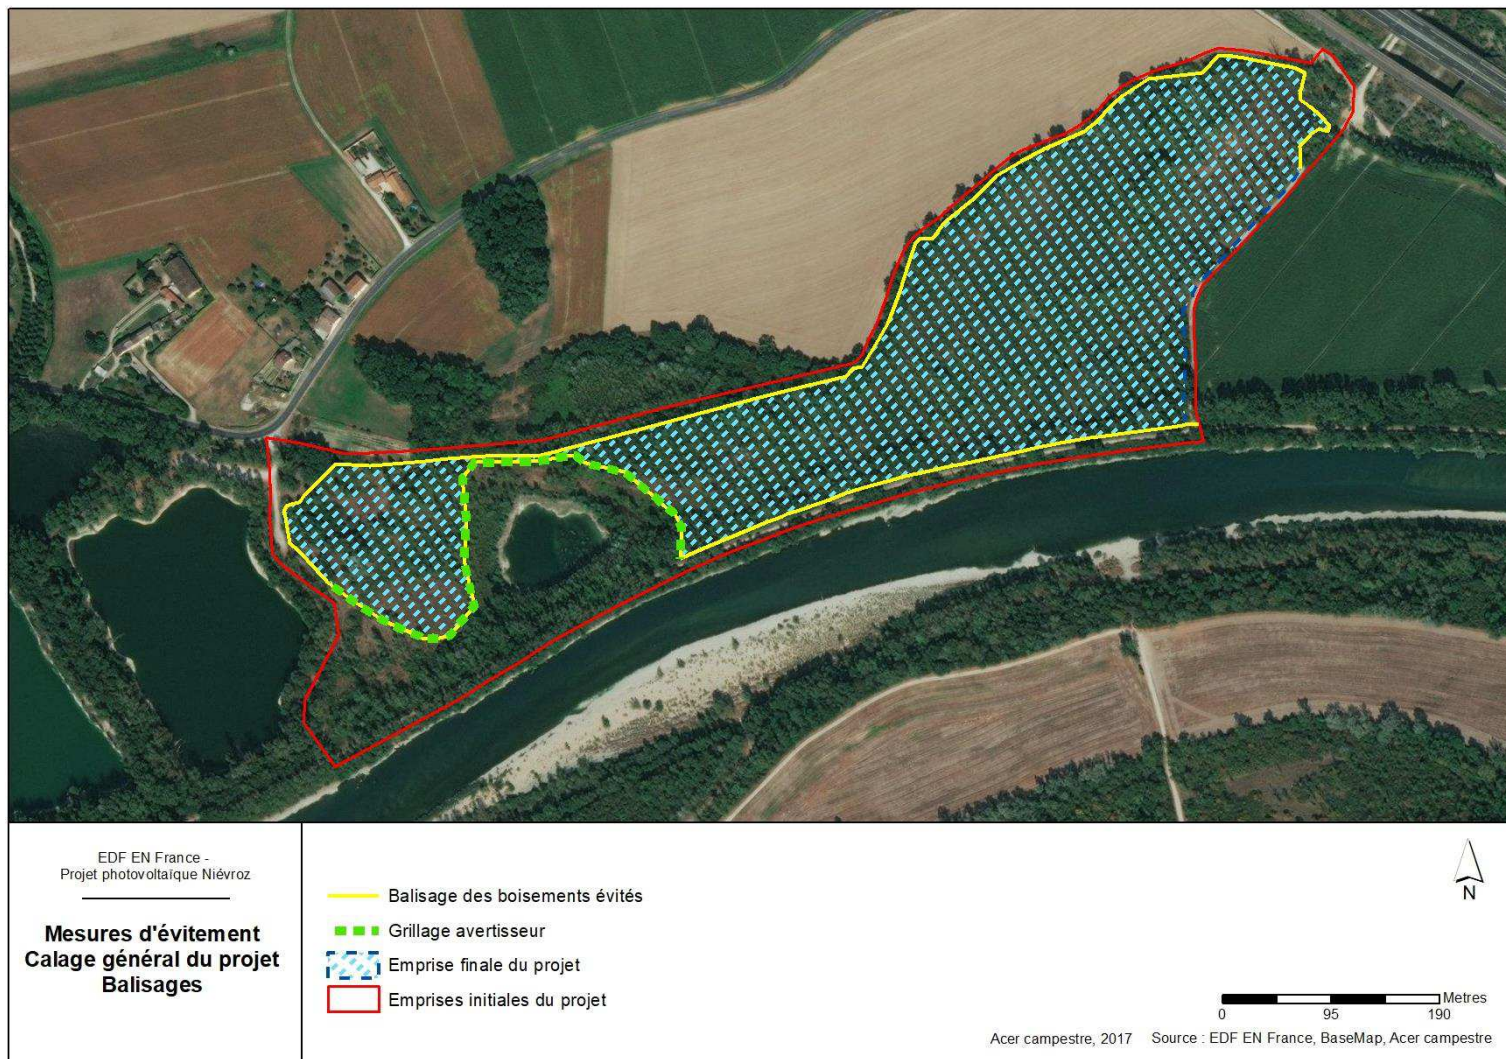 EDF EN France -
Projet photovoltaïque Niévroz
Mesures d'évitement
Calage général du projet
Balisages
Balisage des boisements évités
Grillage avertisseur
Emprise finale du projet
Emprises initiales du projet
N
Metres
0 95 190
Acer campestre, 2017 Source : EDF EN France, BaseMap, Acer campestre